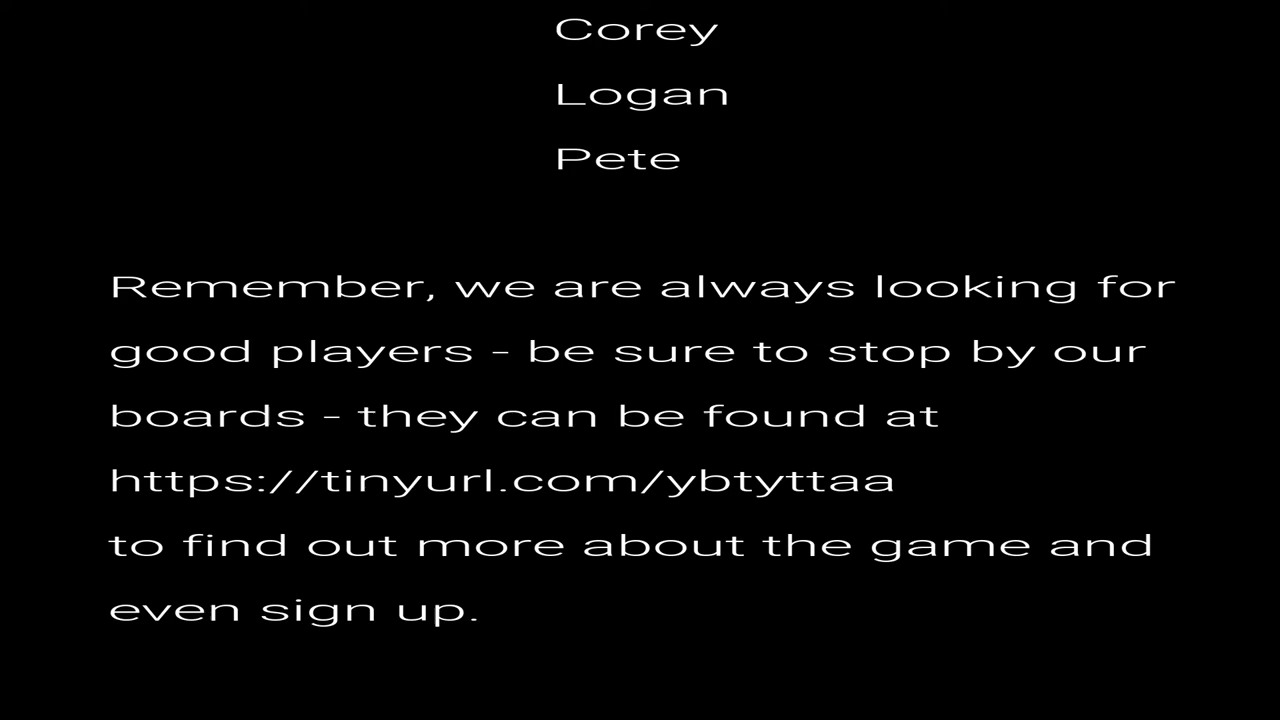 Corey
Logan
Pete
Remember, we are always looking for
good players - be sure to stop by our
boards - they can be found at
https://tinyurl.com/ybtyttaa
to find out more about the game and
even sign up.